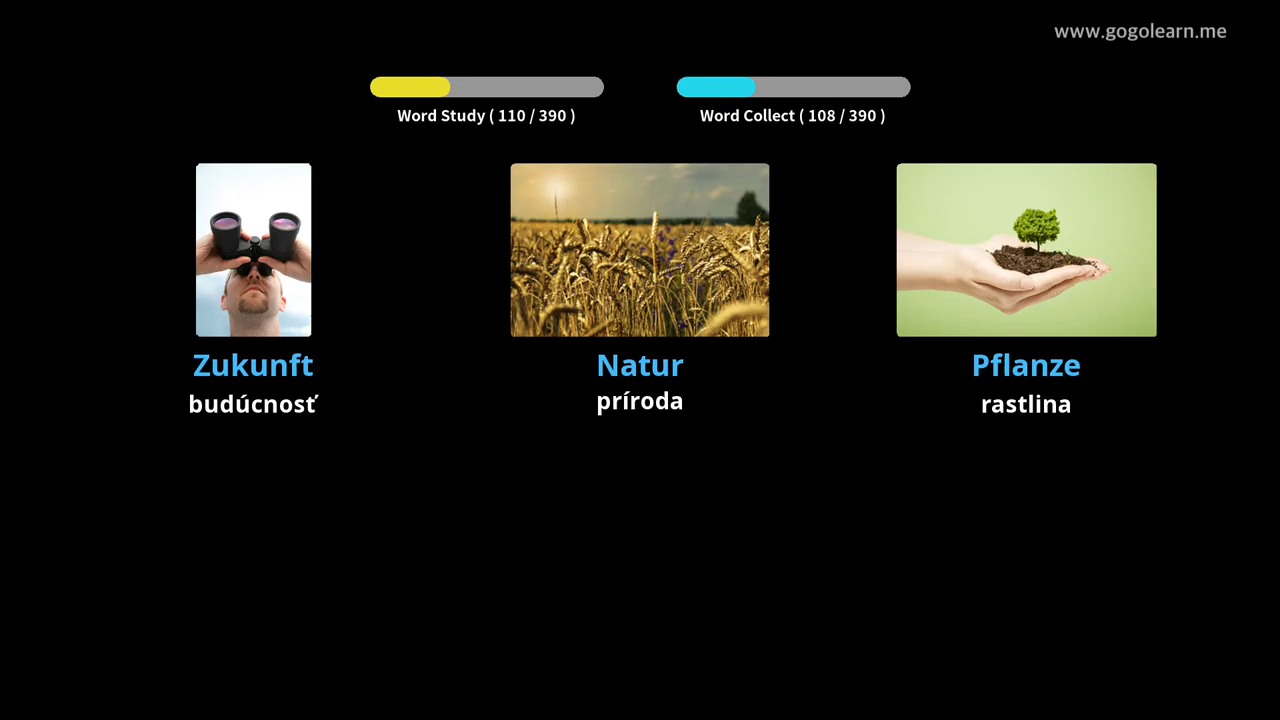 www.gogolearn.me
Word Study ( 110 / 390 )
Word Collect ( 108 / 390 )
Zukunft
budúcnosť
Natur
príroda
Pflanze
rastlina